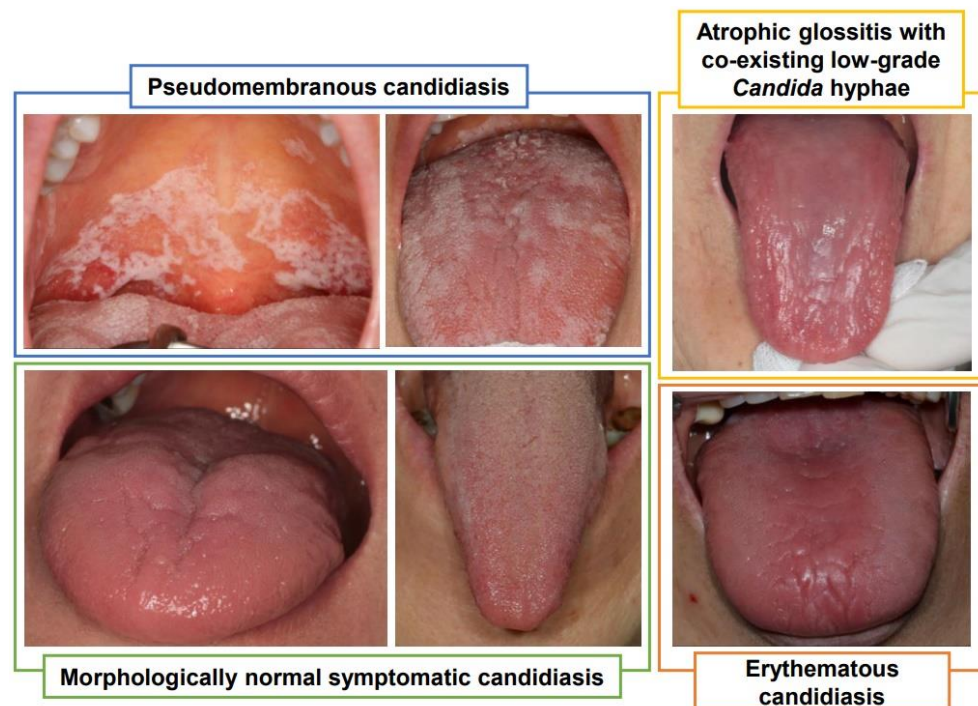 Pseudomembranous candidiasis
Atrophic glossitis with
co-existing low-grade
Candida hyphae
Morphologically normal symptomatic candidiasis
Erythematous
candidiasis